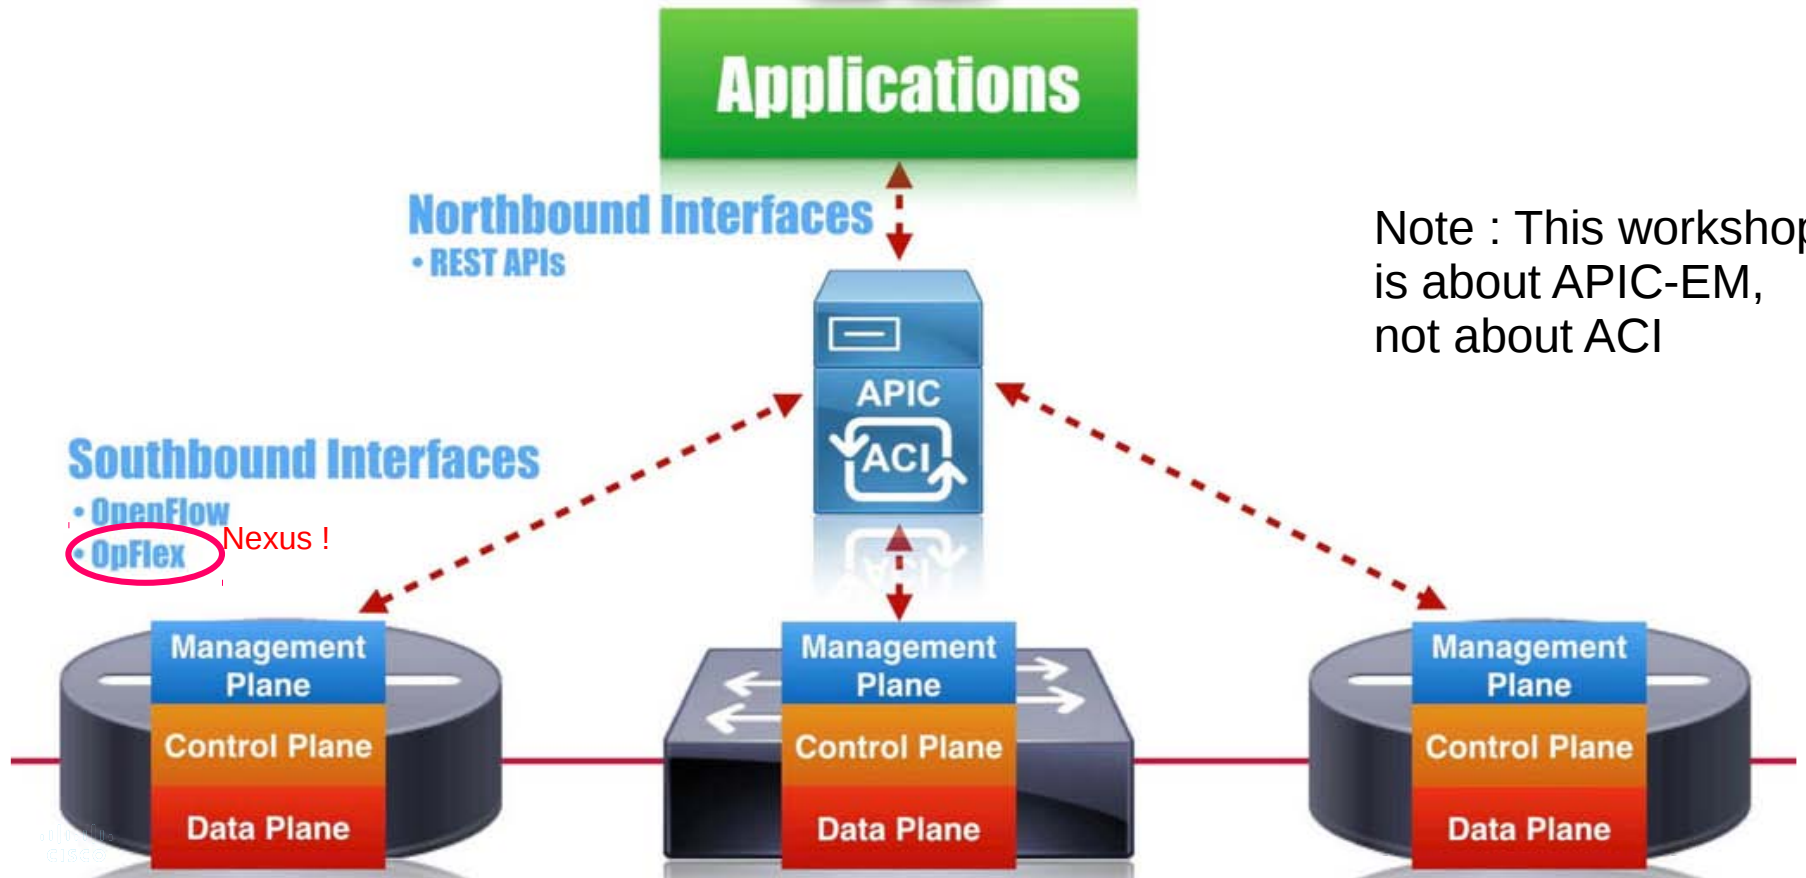 Applications
Northbound Interfaces
• REST APIs
Note : This workshop
is about APIC-EM,
not about ACI
APIC
ACI
Southbound Interfaces
• OpenFlow
• OpFlex
Nexus !
Management
Plane
Control Plane
Data Plane
Management
Plane
Control Plane
Data Plane
Management
Plane
Control Plane
Data Plane
CISCO